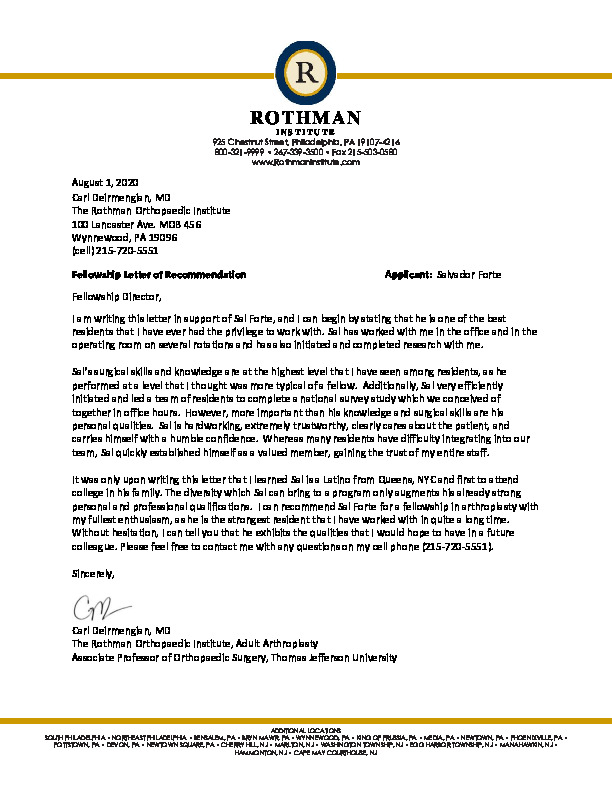 R
ROTHMAN
INSTITUTE
925 Chestnut Street, Philadelphia, PA 19107-4216
800-321-9999 • 267-339-3500 • Fax 215-503-0580
www.RothmanInstitute.com
August 1, 2020
Carl Deirmengian, MD
The Rothman Orthopaedic Institute
100 Lancaster Ave. MOB 456
Wynnewood, PA 19096
(cell) 215-720-5551
Fellowship Letter of Recommendation Applicant: Salvador Forte
Fellowship Director,
I am writing this letter in support of Sal Forte, and I can begin by stating that he is one of the best
residents that I have ever had the privilege to work with. Sal has worked with me in the office and in the
operating room on several rotations and has also initiated and completed research with me.
Sal's surgical skills and knowledge are at the highest level that I have seen among residents, as he
performed at a level that I thought was more typical of a fellow. Additionally, Sal very efficiently
initiated and led a team of residents to complete a national survey study which we conceived of
together in office hours. However, more important than his knowledge and surgical skills are his
personal qualities. Sal is hardworking, extremely trustworthy, clearly cares about the patient, and
carries himself with a humble confidence. Whereas many residents have difficulty integrating into our
team, Sal quickly established himself as a valued member, gaining the trust of my entire staff.
It was only upon writing this letter that I learned Sal is a Latino from Queens, NYC and first to attend
college in his family. The diversity which Sal can bring to a program only augments his already strong
personal and professional qualifications. I can recommend Sal Forte for a fellowship in arthroplasty with
my fullest enthusiasm, as he is the strongest resident that I have worked with in quite a long time.
Without hesitation, I can tell you that he exhibits the qualities that I would hope to have in a future
colleague. Please feel free to contact me with any questions on my cell phone (215-720-5551).
Sincerely,
Carl Deirmengian, MD
The Rothman Orthopaedic Institute, Adult Arthroplasty
Associate Professor of Orthopaedic Surgery, Thomas Jefferson University
ADDITIONAL LOCATIONS
SOUTH PHILADELPHIA • NORTHEAST PHILADELPHIA • BENSALEM, PA • BRYN MAWR, PA • WYNNEWOOD, PA • KING OF PRUSSIA, PA • MEDIA, PA • NEWTOWN, PA • PHOENIXVILLE, PA •
POTTSTOWN, PA • DEVON, PA • NEWTOWN SQUARE, PA • CHERRY HILL, NJ • MARLTON, NJ • WASHINGTON TOWNSHIP, NJ • EGG HARBOR TOWNSHIP, NJ • MANAHAWKIN, NJ •
HAMMONTON, NJ • CAPE MAY COURTHOUSE, NJ